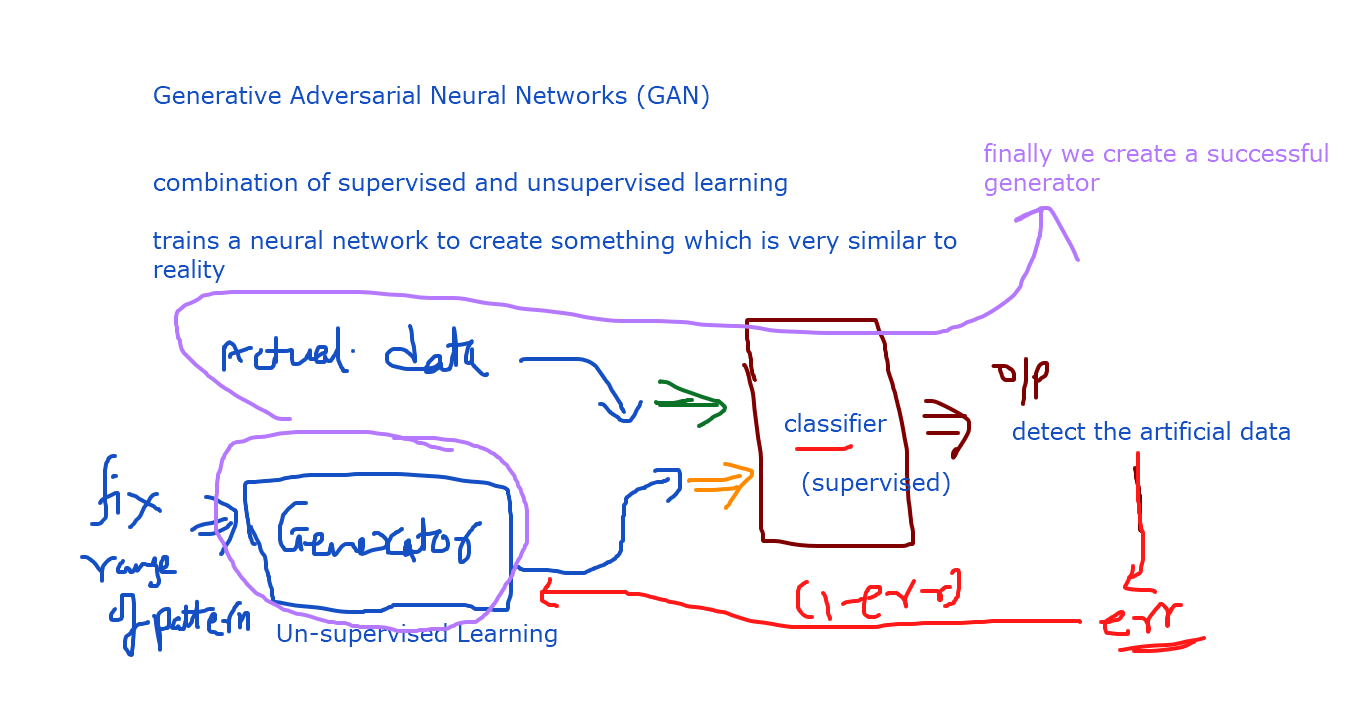 Generative Adversarial Neural Networks (GAN)
finally we create a successful
generator
combination of supervised and unsupervised learning
trains a neural network to create something which is very similar to
reality
Actual data
o/p
classifier
detect the artificial data
(supervised)
fix
range
of pattern
Generator
(1-err)
err
Un-supervised Learning